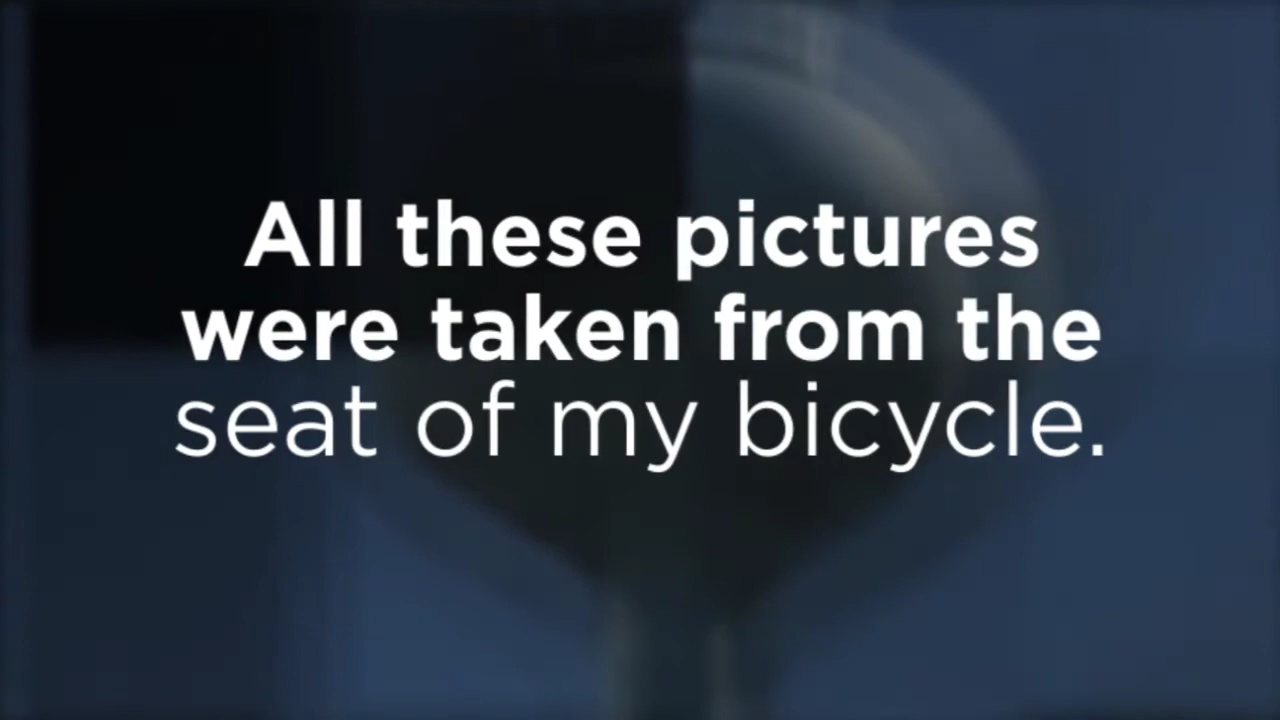 All these pictures
were taken from the
seat of my bicycle.